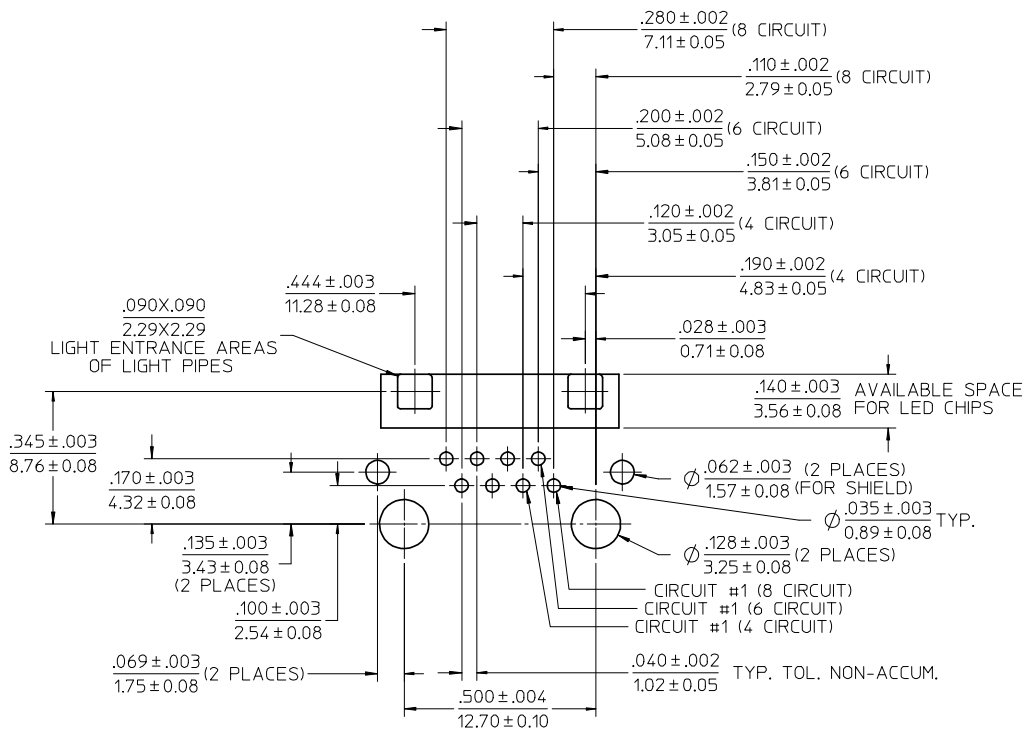 .280±.002 (8 CIRCUIT)
7.11±0.05
.110±.002 (8 CIRCUIT)
2.79±0.05
.200±.002 (6 CIRCUIT)
5.08±0.05
.150±.002 (6 CIRCUIT)
3.81±0.05
.120±.002 (4 CIRCUIT)
3.05±0.05
.190±.002 (4 CIRCUIT)
4.83±0.05
.444±.003
11.28±0.08
.028±.003
0.71±0.08
.090X.090
2.29X2.29
LIGHT ENTRANCE AREAS
OF LIGHT PIPES
.140±.003 AVAILABLE SPACE
3.56±0.08 FOR LED CHIPS
.345±.003
8.76±0.08
.170±.003
4.32±0.08
Ø .062±.003 (2 PLACES)
1.57±0.08 (FOR SHIELD)
Ø .035±.003 TYP.
0.89±0.08
.135±.003
3.43±0.08
(2 PLACES)
Ø .128±.003 (2 PLACES)
3.25±0.08
.100±.003
2.54±0.08
CIRCUIT #1 (8 CIRCUIT)
CIRCUIT #1 (6 CIRCUIT)
CIRCUIT #1 (4 CIRCUIT)
.069±.003 (2 PLACES)
1.75±0.08
.040±.002 TYP. TOL. NON-ACCUM.
1.02±0.05
.500±.004
12.70±0.10